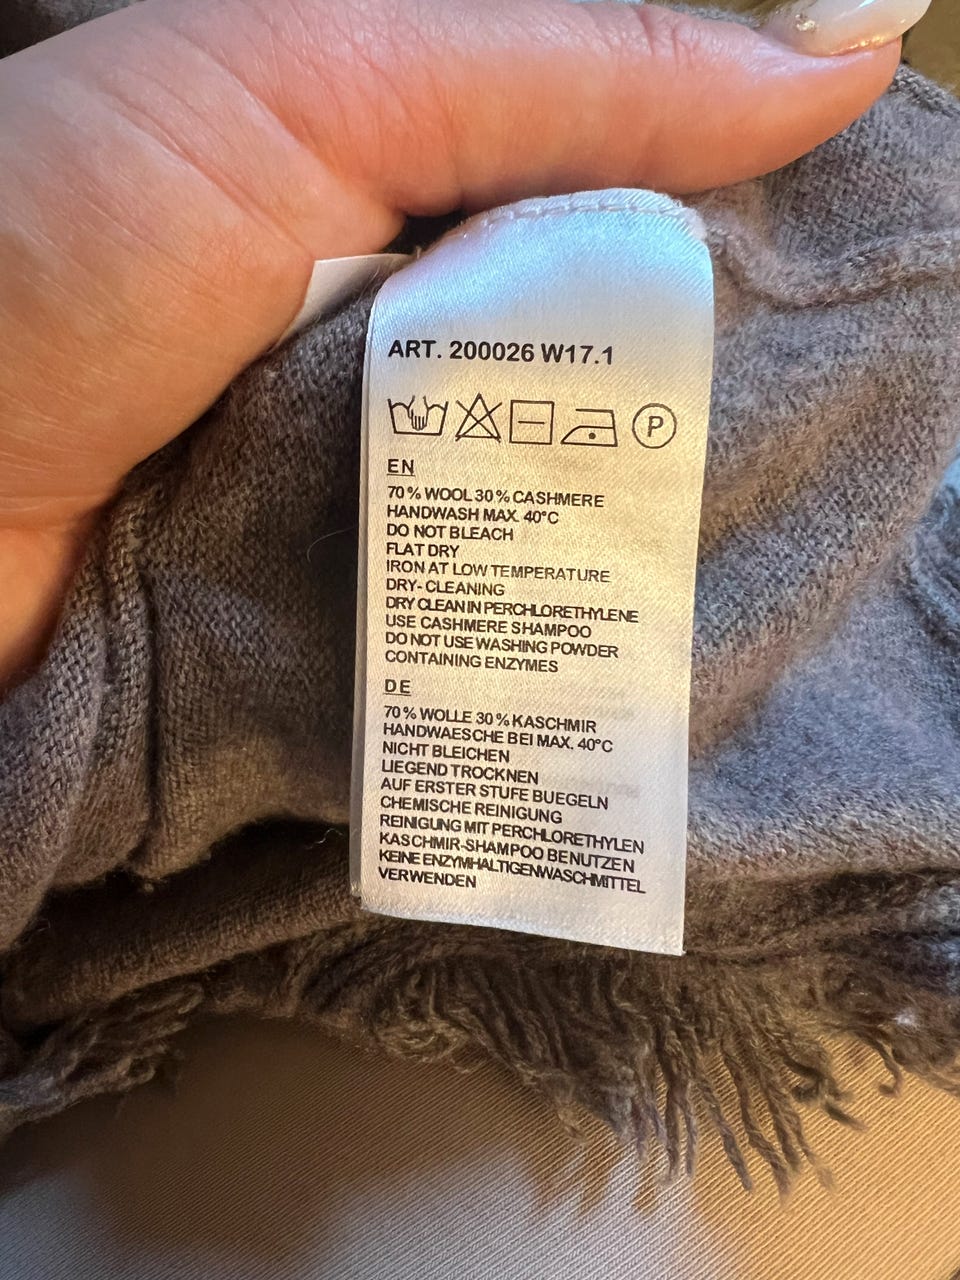 ART. 200026 W17.1
P
EN
70 % WOOL 30 % CASHMERE
HANDWASH MAX. 40°C
DO NOT BLEACH
FLAT DRY
IRON AT LOW TEMPERATURE
DRY- CLEANING
DRY CLEAN IN PERCHLORETHYLENE
USE CASHMERE SHAMPOO
DO NOT USE WASHING POWDER
CONTAINING ENZYMES
DE
70 % WOLLE 30 % KASCHMIR
HANDWAESCHE BEI MAX. 40°C
NICHT BLEICHEN
LIEGEND TROCKNEN
AUF ERSTER STUFE BUEGELN
CHEMISCHE REINIGUNG
REINIGUNG MIT PERCHLORETHYLEN
KASCHMIR-SHAMPOO BENUTZEN
KEINE ENZYMHALTIGEN WASCHMITTEL
VERWENDEN